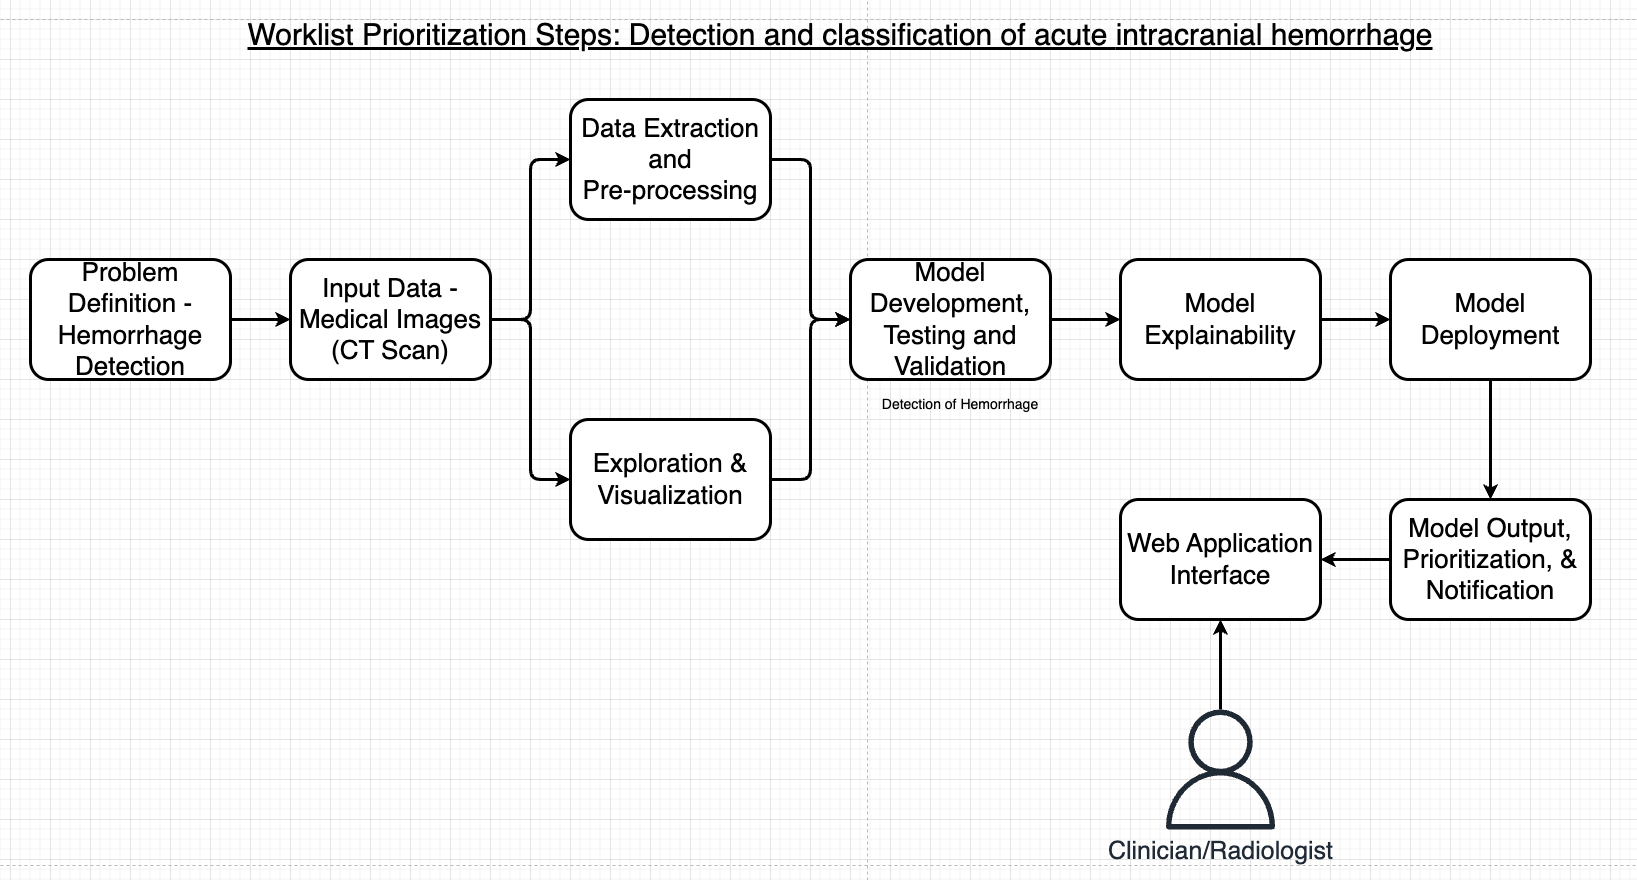 Worklist Prioritization Steps: Detection and classification of acute intracranial hemorrhage
Problem
Definition -
Hemorrhage
Detection
Input Data -
Medical Images
(CT Scan)
Data Extraction
and
Pre-processing
Exploration &
Visualization
Model
Development,
Testing and
Validation
Detection of Hemorrhage
Model
Explainability
Model
Deployment
Model Output,
Prioritization, &
Notification
Web Application
Interface
Clinician/Radiologist